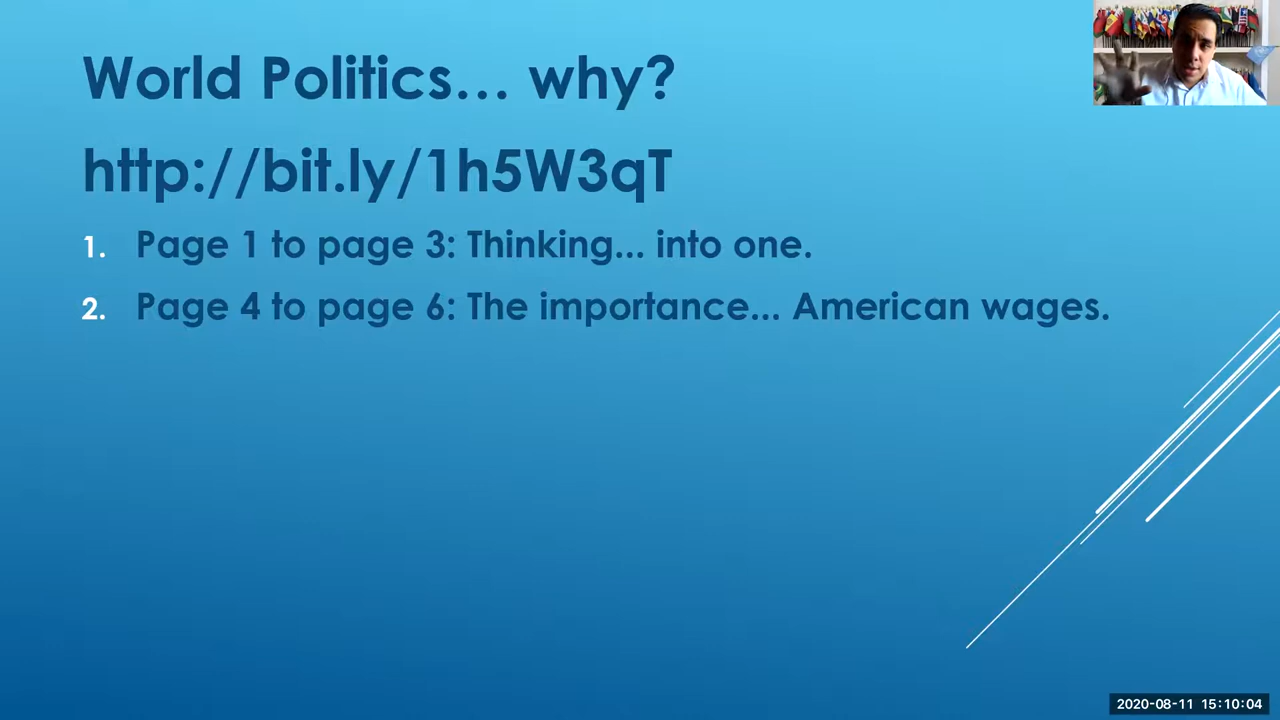 World Politics… why?
http://bit.ly/1h5W3qT
1. Page 1 to page 3: Thinking... into one.
2. Page 4 to page 6: The importance... American wages.
2020-08-11 15:10:04